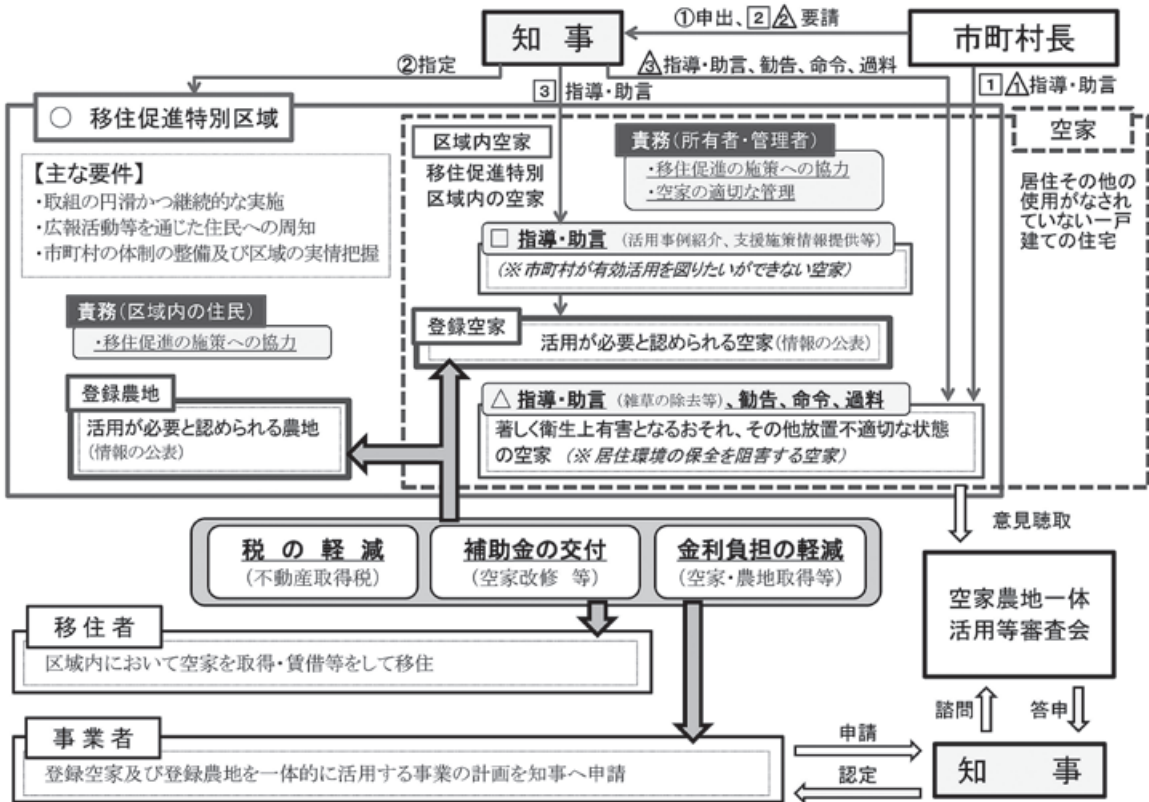 知 事
市町村長
①申出、2 △2 要請
②指定
△3指導・助言、勧告、命令、過料
3 指導・助言
1 △1指導・助言
○ 移住促進特別区域
【主な要件】
・取組の円滑かつ継続的な実施
・広報活動等を通じた住民への周知
・市町村の体制の整備及び区域の実情把握
責務(区域内の住民)
・移住促進の施策への協力
登録農地
活用が必要と認められる農地
(情報の公表)
区域内空家
移住促進特別
区域内の空家
責務(所有者・管理者)
・移住促進の施策への協力
・空家の適切な管理
空家
居住その他の
使用がなされ
ていない一戸
建ての住宅
□ 指導・助言 (活用事例紹介、支援施策情報提供等)
(※市町村が有効活用を図りたいができない空家)
登録空家
活用が必要と認められる空家(情報の公表)
△ 指導・助言 (雑草の除去等)、勧告、命令、過料
著しく衛生上有害となるおそれ、その他放置不適切な状態
の空家 (※居住環境の保全を阻害する空家)
意見聴取
税の軽減
(不動産取得税)
補助金の交付
(空家改修 等)
金利負担の軽減
(空家・農地取得等)
空家農地一体
活用等審査会
移住者
区域内において空家を取得・賃借等をして移住
諮問
答申
事業者
登録空家及び登録農地を一体的に活用する事業の計画を知事へ申請
申請
認定
知 事